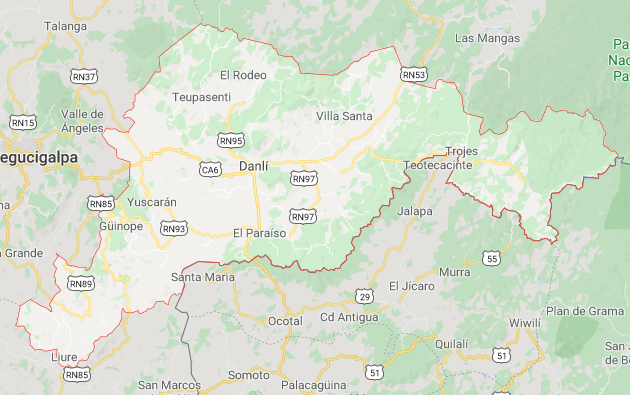 Talanga
Las Mangas
Pa
Nac
Pa
El Rodeo
RN37
RN53
Teupasenti
Valle de
Ángeles
Villa Santa
RN15
RN95
egucigalpa
Danlí
CA6
RN97
Trojes
Teotecacinte
RN85
Yuscarán
Güinope
RN93
RN97
Jalapa
El Paraíso
o Grande
55
Santa María
Murra
RN89
El Jícaro
29
Plan de Grama
Ocotal
Cd Antigua
Wiwilí
Quilalí
Liure
51
San J
de B
RN85
Somoto
51
San Marcos
Palacagüina